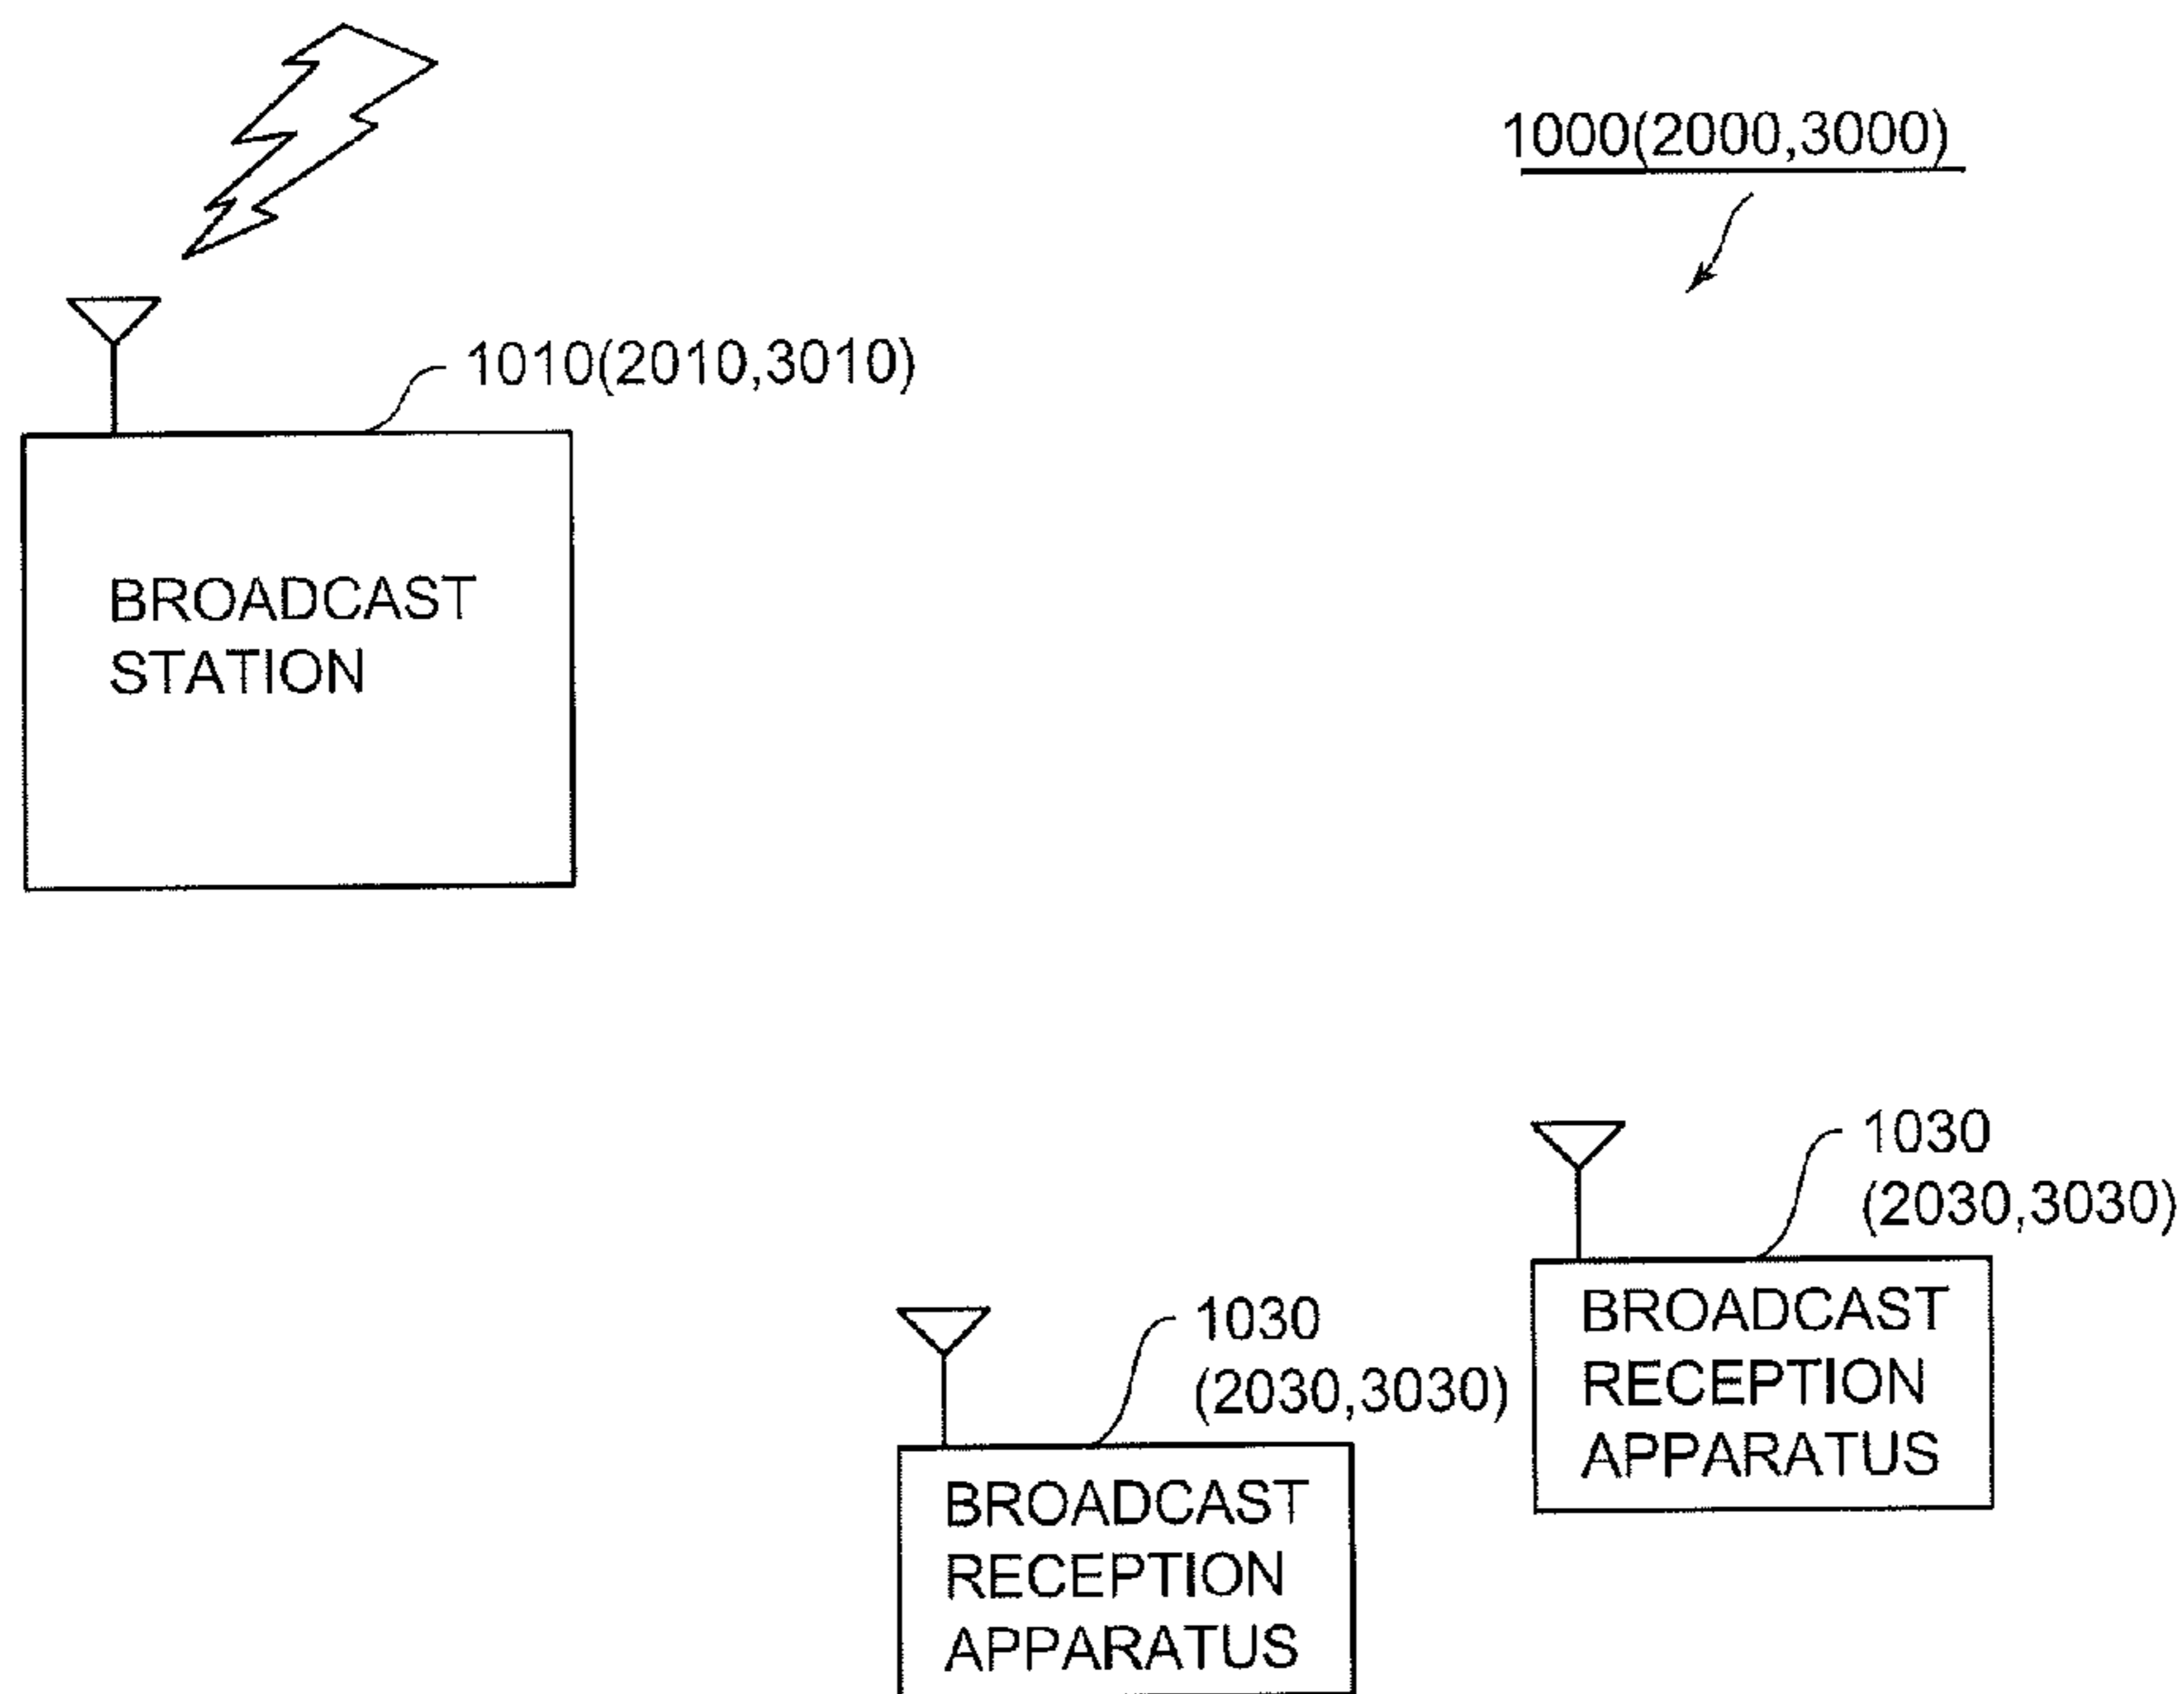 1000(2000,3000)
1010(2010,3010)
BROADCAST
STATION
1030
(2030,3030)
BROADCAST
RECEPTION
APPARATUS
1030
(2030,3030)
BROADCAST
RECEPTION
APPARATUS